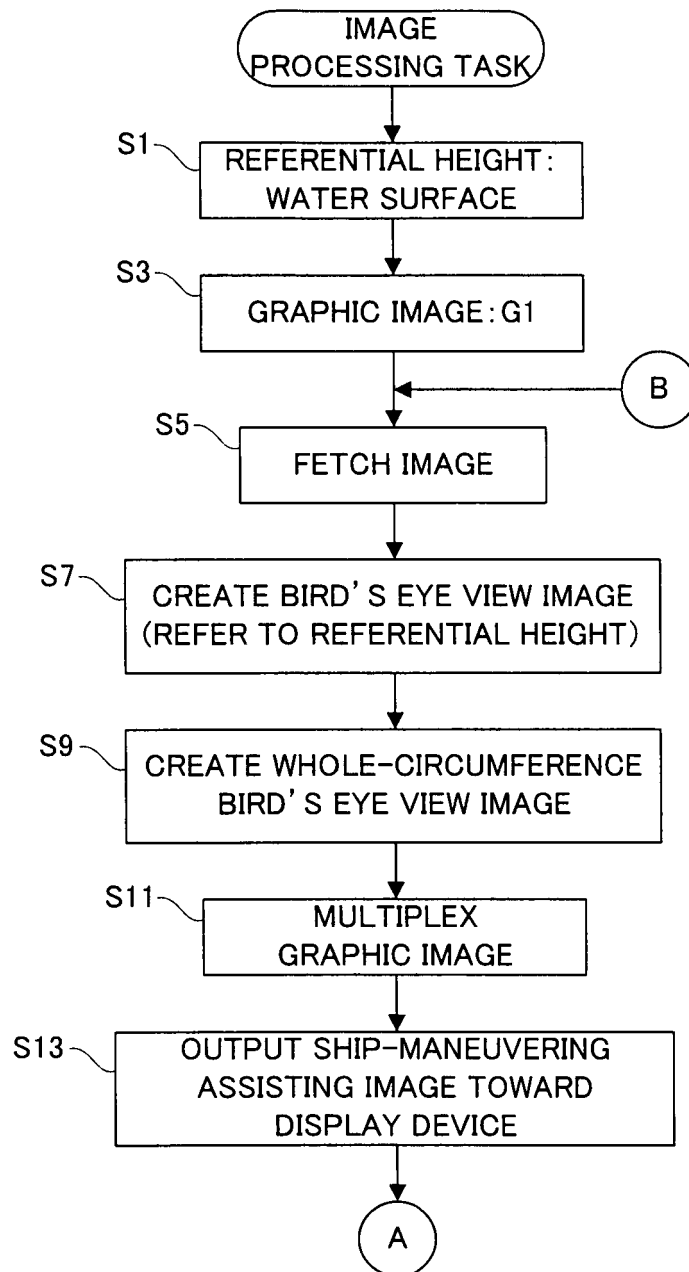 IMAGE
PROCESSING TASK
S1
REFERENTIAL HEIGHT:
WATER SURFACE
S3
GRAPHIC IMAGE:G1
B
S5
FETCH IMAGE
S7
CREATE BIRD'S EYE VIEW IMAGE
(REFER TO REFERENTIAL HEIGHT)
S9
CREATE WHOLE-CIRCUMFERENCE
BIRD'S EYE VIEW IMAGE
S11
MULTIPLEX
GRAPHIC IMAGE
S13
OUTPUT SHIP-MANEUVERING
ASSISTING IMAGE TOWARD
DISPLAY DEVICE
A